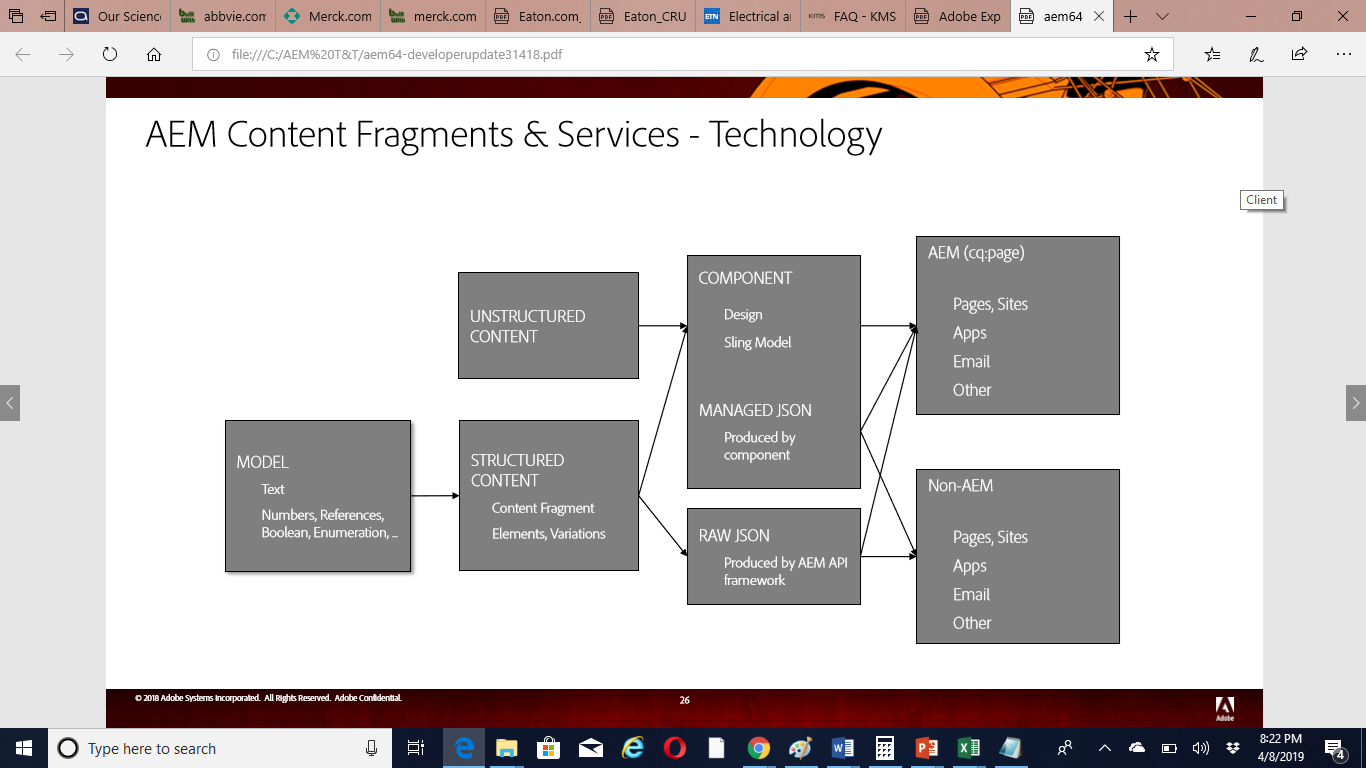 Our Scienc
abbvie.com
Merck.com
merck.com
Eaton.com_
Eaton_CRU
ETN
Electrical ar
KMS
FAQ - KMS
Adobe Exp
aem64
file:///C:/AEM%20T&T/aem64-developerupdate31418.pdf
AEM Content Fragments & Services - Technology
Client
UNSTRUCTURED
CONTENT
COMPONENT
Design
Sling Model
MANAGED JSON
Produced by
component
AEM (cq:page)
Pages, Sites
Apps
Email
Other
MODEL
Text
Numbers, References,
Boolean, Enumeration, ...
STRUCTURED
CONTENT
Content Fragment
Elements, Variations
RAW JSON
Produced by AEM API
framework
Non-AEM
Pages, Sites
Apps
Email
Other
© 2018 Adobe Systems Incorporated. All Rights Reserved. Adobe Confidential.
26
Adobe
Type here to search
8:22 PM
4/8/2019
4